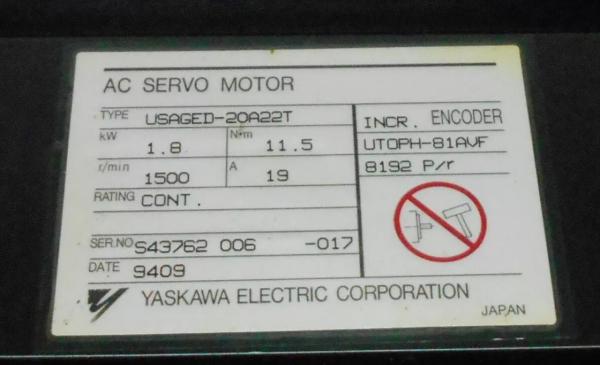 AC SERVO MOTOR
TYPE USAGED-20A22T
kW 1.8 N·m 11.5
r/min 1500 A 19
RATING CONT.
SER.NO S43762 006 -017
DATE 9409
INCR. ENCODER
UTOPH-81AVF
8192 P/r
YASKAWA ELECTRIC CORPORATION
JAPAN